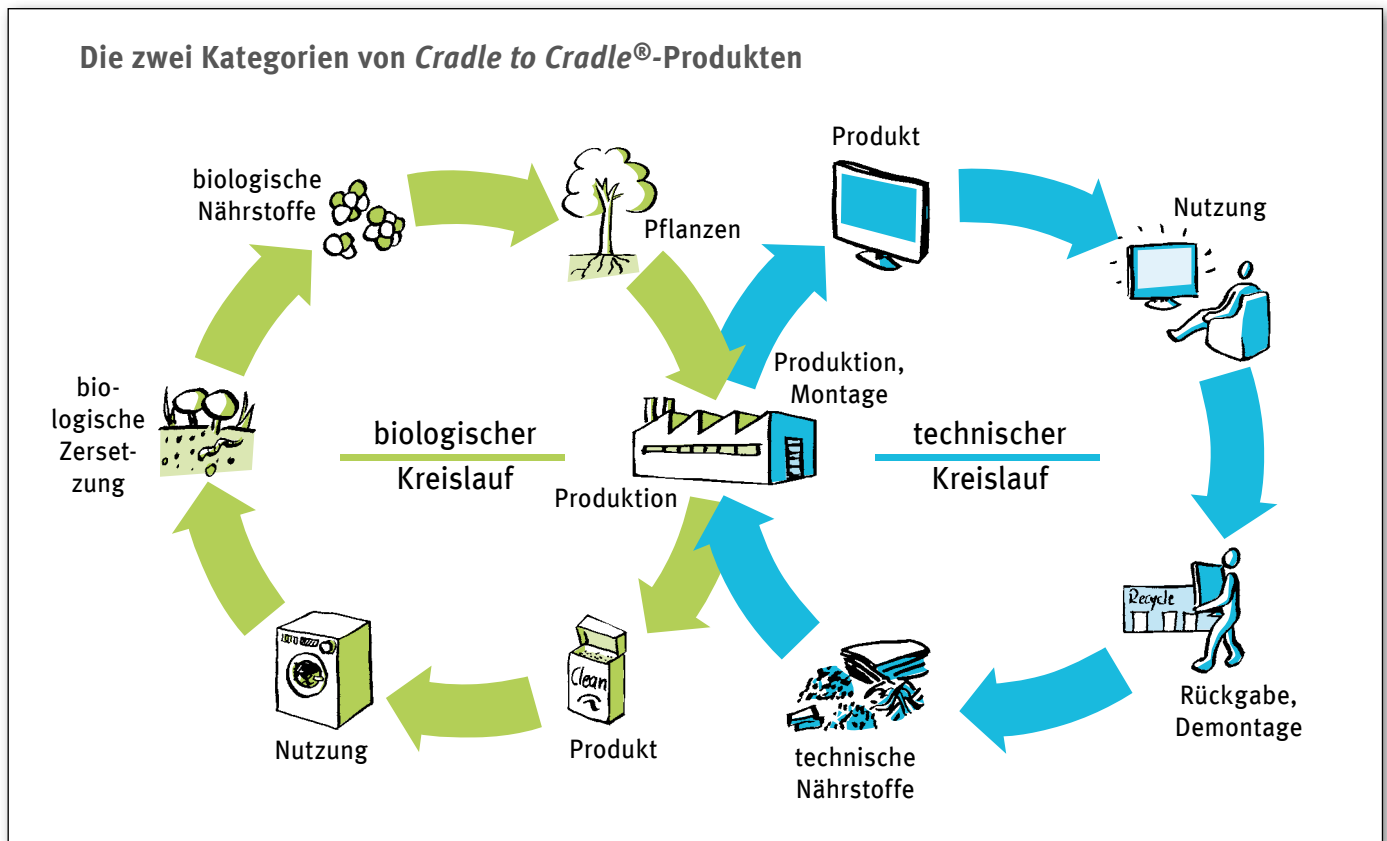 Die zwei Kategorien von Cradle to Cradle®-Produkten
biologische
Nährstoffe
Pflanzen
Produkt
Nutzung
bio-
logische
Zerset-
zung
biologischer
Kreislauf
Produktion,
Montage
Produktion
technischer
Kreislauf
Recycle
Rückgabe,
Demontage
Clean
Nutzung
Produkt
technische
Nährstoffe